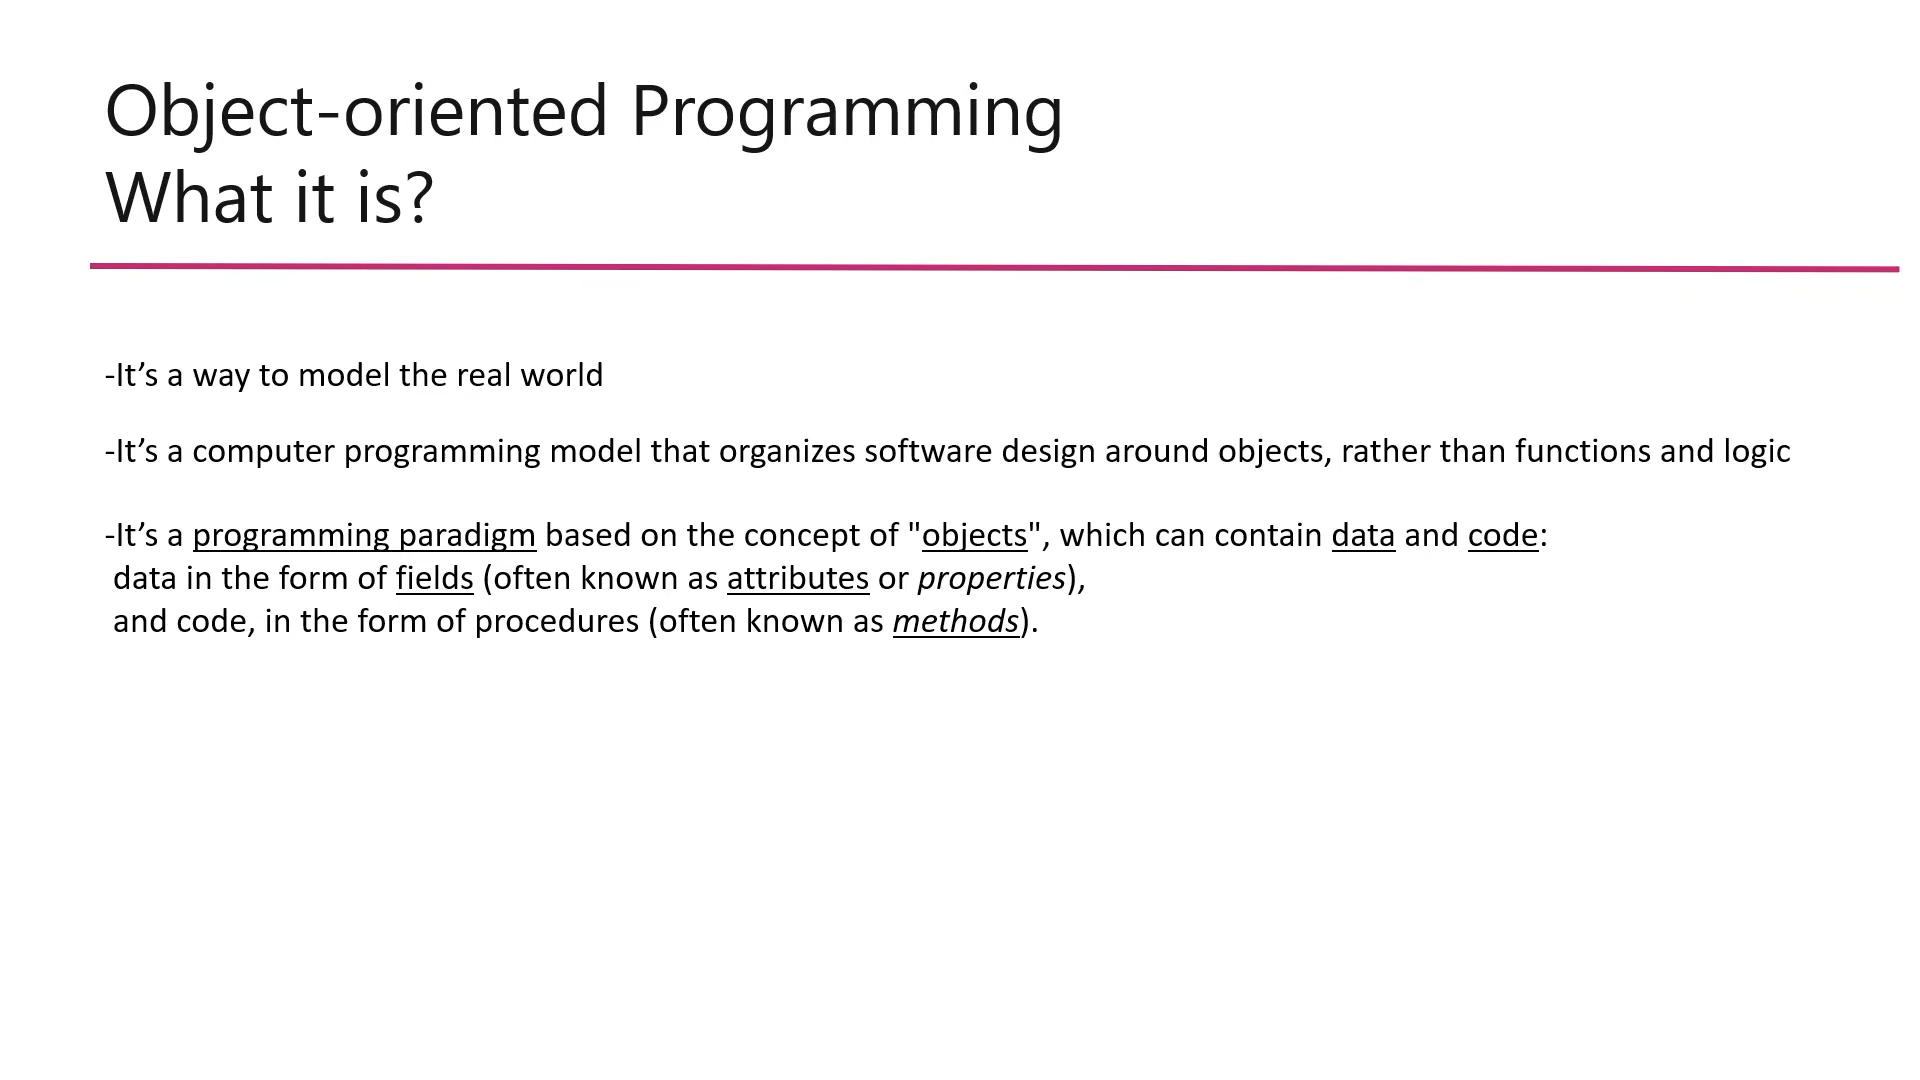 Object-oriented Programming
What it is?
-It’s a way to model the real world
-It’s a computer programming model that organizes software design around objects, rather than functions and logic
-It’s a programming paradigm based on the concept of "objects", which can contain data and code:
data in the form of fields (often known as attributes or properties),
and code, in the form of procedures (often known as methods).